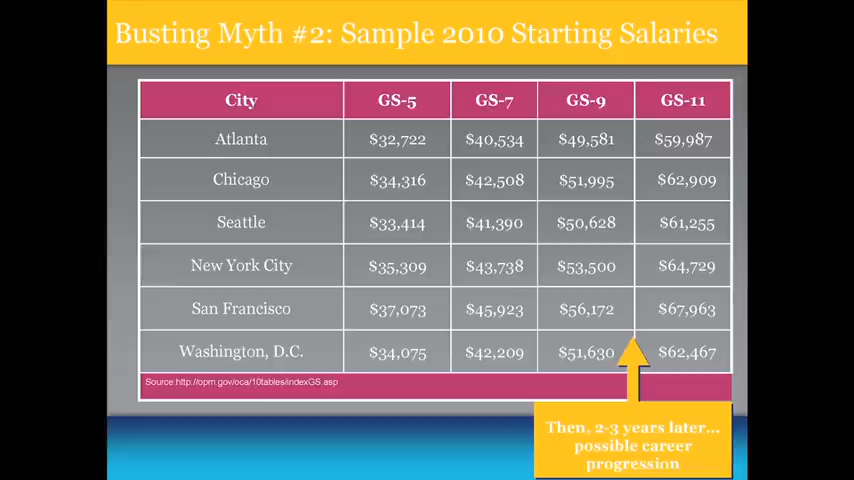 Busting Myth #2: Sample 2010 Starting Salaries
City GS-5 GS-7 GS-9 GS-11
Atlanta $32,722 $40,534 $49,581 $59,987
Chicago $34,316 $42,508 $51,995 $62,909
Seattle $33,414 $41,390 $50,628 $61,255
New York City $35,309 $43,738 $53,500 $64,729
San Francisco $37,073 $45,923 $56,172 $67,963
Washington, D.C. $34,075 $42,209 $51,630 $62,467
Source:http://opm.gov/oca/10tables/indexGS.asp
Then, 2-3 years later...
possible career
progression